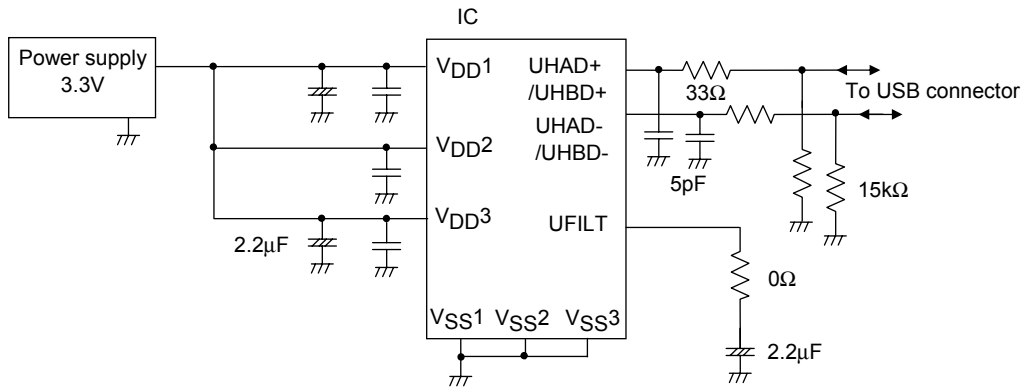 IC
Power supply
3.3V
VDD1
UHAD+
/UHBD+
33Ω
To USB connector
UHAD-
/UHBD-
VDD2
5pF
15kΩ
VDD3
UFILT
2.2μF
0Ω
VSS1
VSS2
VSS3
2.2μF